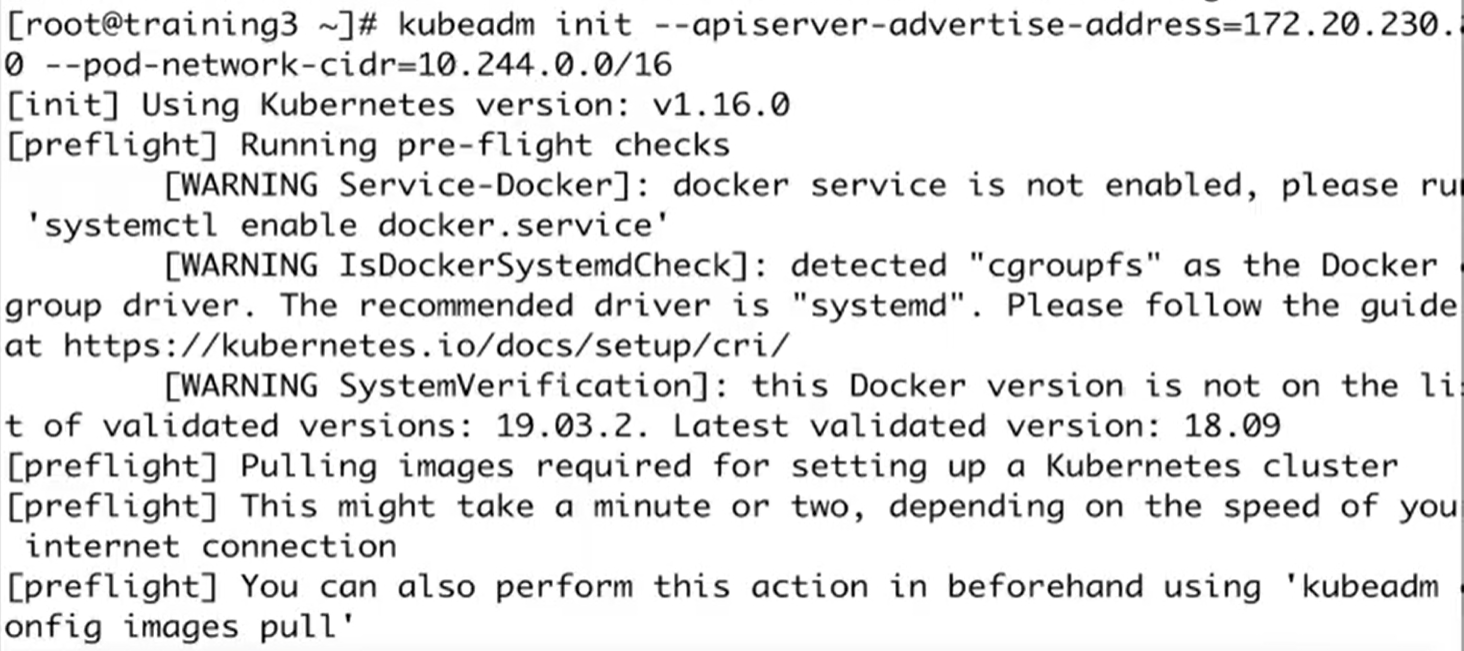 [root@training3 ~]# kubeadm init --apiserver-advertise-address=172.20.230.
0 --pod-network-cidr=10.244.0.0/16
[init] Using Kubernetes version: v1.16.0
[preflight] Running pre-flight checks
        [WARNING Service-Docker]: docker service is not enabled, please ru
 'systemctl enable docker.service'
        [WARNING IsDockerSystemdCheck]: detected "cgroupfs" as the Docker
group driver. The recommended driver is "systemd". Please follow the guide
at https://kubernetes.io/docs/setup/cri/
        [WARNING SystemVerification]: this Docker version is not on the li
t of validated versions: 19.03.2. Latest validated version: 18.09
[preflight] Pulling images required for setting up a Kubernetes cluster
[preflight] This might take a minute or two, depending on the speed of you
 internet connection
[preflight] You can also perform this action in beforehand using 'kubeadm
onfig images pull'